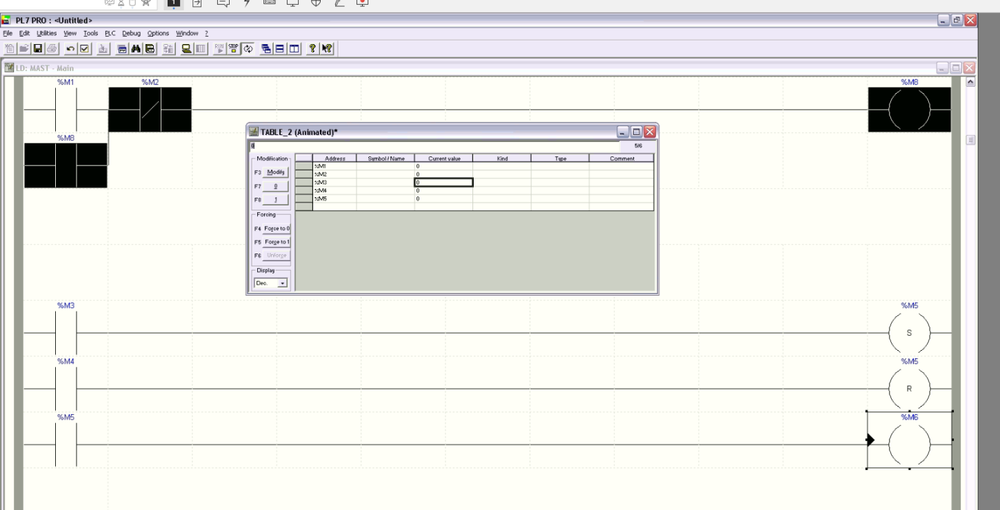 PL7 PRO : <Untitled>
File Edit Utilities View Tools PLC Debug Options Window ?
RUN STOP
LD: MAST - Main
%M1 %M2 %M8
%M8
TABLE_2 (Animated)*
0 5/6
Modification
F3 Modify
F7 0
F8 1
Forcing
F4 Force to 0
F5 Force to 1
F6 Unforce
Display
Dec.
Address Symbol / Name Current value Kind Type Comment
%M1 0
%M2 0
%M3 0
%M4 0
%M5 0
%M3 %M5
S
%M4 %M5
R
%M5 %M6